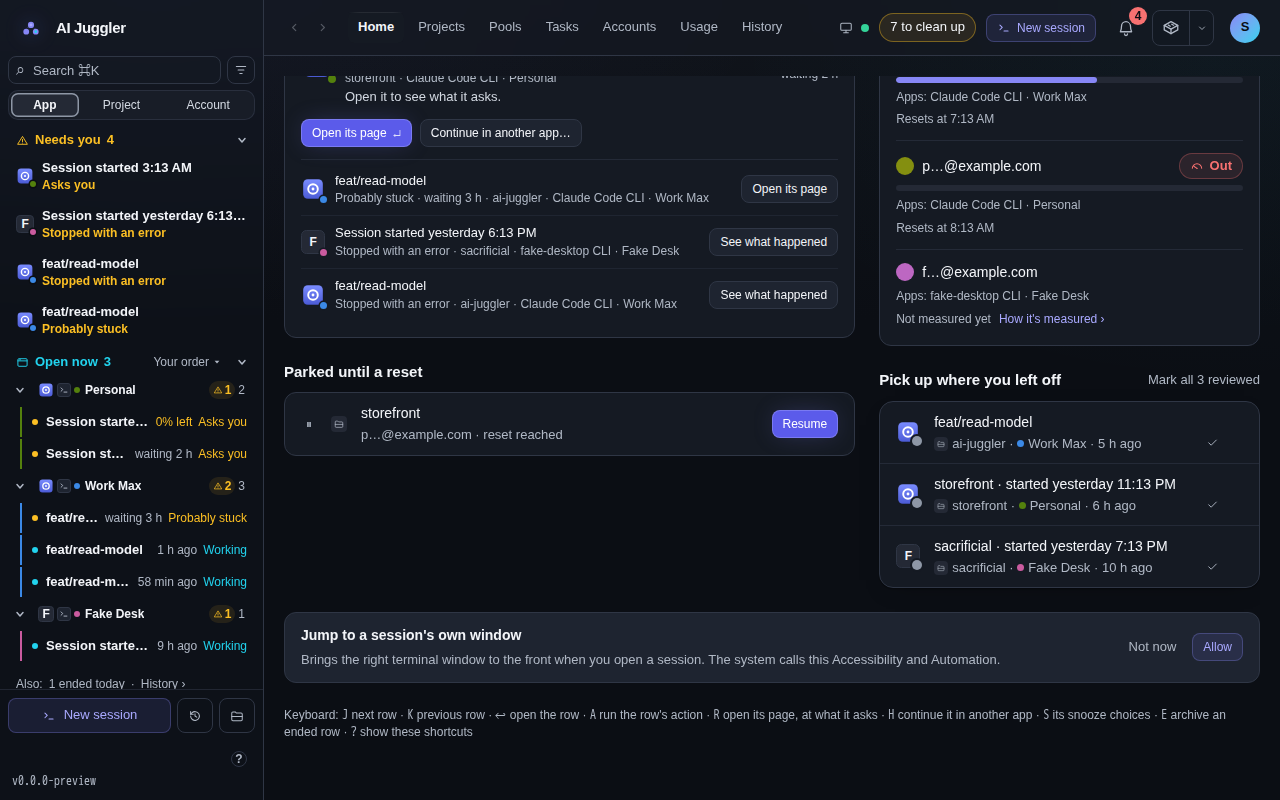 AI Juggler
Search ⌘K
App Project Account
Needs you 4
Session started 3:13 AM
Asks you
F
Session started yesterday 6:13…
Stopped with an error
feat/read-model
Stopped with an error
feat/read-model
Probably stuck
Open now 3 Your order
Personal 1 2
Session starte… 0% left Asks you
Session st… waiting 2 h Asks you
Work Max 2 3
feat/re… waiting 3 h Probably stuck
feat/read-model 1 h ago Working
feat/read-m… 58 min ago Working
F Fake Desk 1 1
Session starte… 9 h ago Working
Also: 1 ended today · History ›
New session
?
v0.0.0-preview
Home Projects Pools Tasks Accounts Usage History
7 to clean up
New session
4
S
storefront · Claude Code CLI · Personal
waiting 2 h
Open it to see what it asks.
Open its page ↵ Continue in another app…
feat/read-model
Probably stuck · waiting 3 h · ai-juggler · Claude Code CLI · Work Max
Open its page
F
Session started yesterday 6:13 PM
Stopped with an error · sacrificial · fake-desktop CLI · Fake Desk
See what happened
feat/read-model
Stopped with an error · ai-juggler · Claude Code CLI · Work Max
See what happened
Parked until a reset
storefront
p…@example.com · reset reached
Resume
Apps: Claude Code CLI · Work Max
Resets at 7:13 AM
p…@example.com Out
Apps: Claude Code CLI · Personal
Resets at 8:13 AM
f…@example.com
Apps: fake-desktop CLI · Fake Desk
Not measured yet How it's measured ›
Pick up where you left off Mark all 3 reviewed
feat/read-model
ai-juggler · Work Max · 5 h ago
storefront · started yesterday 11:13 PM
storefront · Personal · 6 h ago
F
sacrificial · started yesterday 7:13 PM
sacrificial · Fake Desk · 10 h ago
Jump to a session's own window
Brings the right terminal window to the front when you open a session. The system calls this Accessibility and Automation.
Not now Allow
Keyboard: J next row · K previous row · ↩ open the row · A run the row's action · R open its page, at what it asks · H continue it in another app · S its snooze choices · E archive an
ended row · ? show these shortcuts